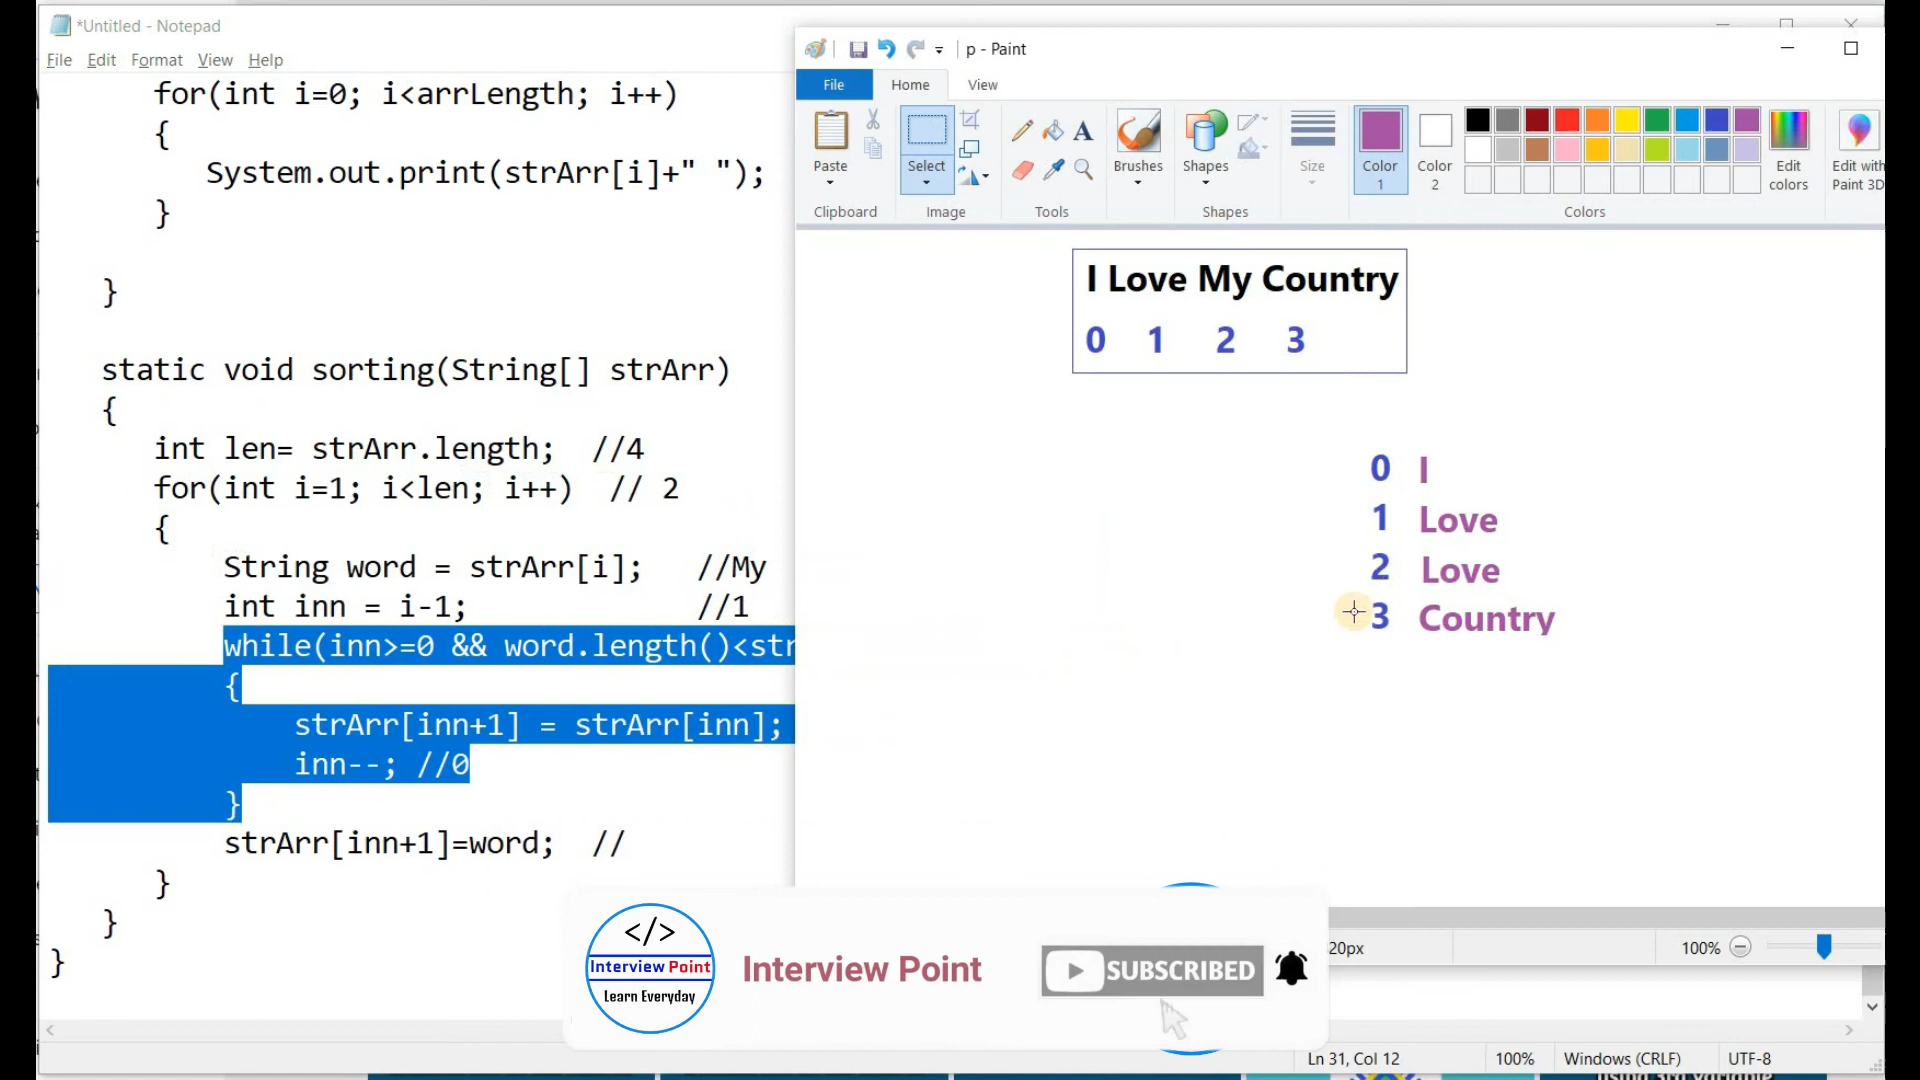 *Untitled - Notepad
File Edit Format View Help
for(int i=0; i<arrLength; i++)
{
System.out.print(strArr[i]+" ");
}
}
static void sorting(String[] strArr)
{
int len= strArr.length; //4
for(int i=1; i<len; i++) // 2
{
String word = strArr[i]; //My
int inn = i-1; //1
while(inn>=0 && word.length()<str
{
strArr[inn+1] = strArr[inn];
inn--; //0
}
strArr[inn+1]=word; //
}
}
}
p - Paint
File Home View
Paste
Select
Brushes
Shapes
Size
Color 1
Color 2
Edit colors
Edit with Paint 3D
Clipboard Image Tools Shapes Colors
I Love My Country
0 1 2 3
0 I
1 Love
2 Love
3 Country
20px
100%
</>
Interview Point
Learn Everyday
Interview Point
SUBSCRIBED
Ln 31, Col 12 100% Windows (CRLF) UTF-8